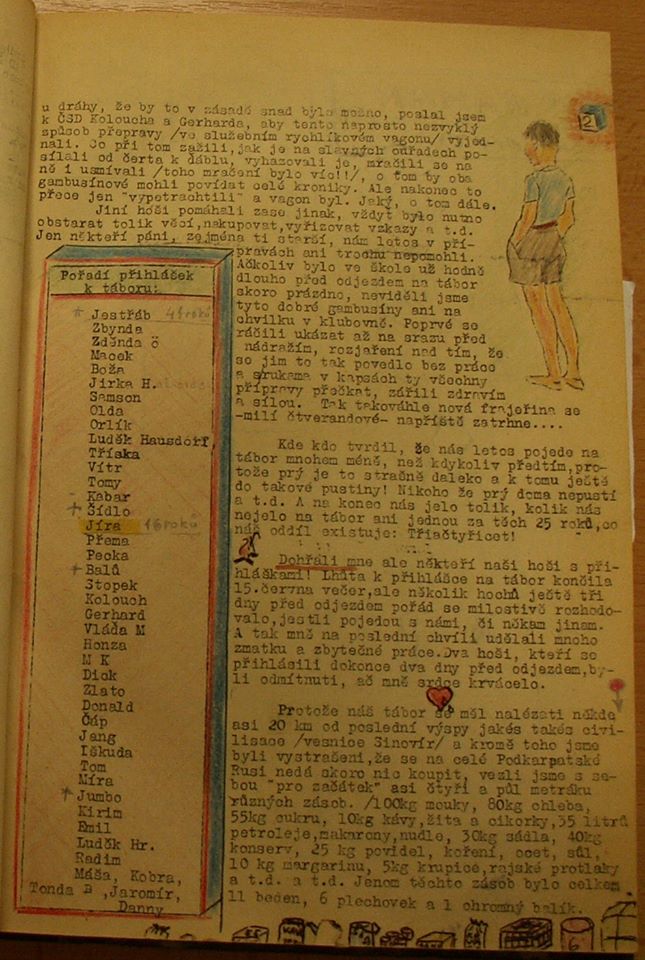 2
u dráhy, že by to v zásadě snad bylo možno, poslal jsem
k ČSD Koloucha a Gerharda, aby tento naprosto nezvyklý
způsob přepravy /ve služebním rychlíkovém vagonu/ vyjed-
nali. Co při tom zažili, jak je na slavných ouřadech po-
sílali od čerta k ďáblu, vyhazovali je, mračili se na
ně i usmívali /toho mračení bylo víc!!/, o tom by oba
gambusínové mohli povídat celé kroniky. Ale nakonec to
přece jen "vypetrachtili" a vagon byl. Jaký, o tom dále.
Jiní hoši pomáhali zase jinak, vždyť bylo nutno
obstarat tolik věcí, nakupovat, vyřizovat vzkazy a t.d.
Jen někteří páni, zejména ti starší, nám letos v pří-
pravách ani trochu nepomohli.
Ačkoliv bylo ve škole už hodně
dlouho před odjezdem na tábor
skoro prázdno, neviděli jsme
tyto dobré gambusíny ani na
chvilku v klubovně. Poprvé se
ráčili ukázat až na srazu před
nádražím, rozjaření nad tím, že
se jim to tak povedlo bez práce
a srukama v kapsách ty všechny
přípravy přečkat, zářili zdravím
a sílou. Tak takováhle nová frajeřina se
-milí čtverandové- napříště zatrhne....
Pořadí přihlášek
k táboru:
Jestřáb 4 roků
Zbynda
Zděnda č
Macek
Boža
Jirka H.
Samson
Olda
Orlík
Luděk Hausdorf,
Tříska
Vítr
Tomy
Kabar
Šídlo
Jíra 16 roků
Přema
Pecka
Balů
Stopek
Kolouch
Gerhard
Vláďa M
Honza
M K
Dick
Zlato
Donald
Čáp
Jang
Iškuda
Tom
Míra
Jumbo
Kirim
Emil
Luděk Hr.
Radim
Máša, Kobra,
Tonda B ,Jaromír,
Danny
Kde kdo tvrdil, že nás letos pojede na
tábor mnohem méně, než kdykoliv předtím, pro-
tože prý je to strašně daleko a k tomu ještě
do takové pustiny! Nikoho že prý doma nepustí
a t.d. A na konec nás jelo tolik, kolik nás
nejelo na tábor ani jednou za těch 25 roků, co
náš oddíl existuje: Třiačtyřicet!
Dohřáli mne ale někteří naši hoši s při-
hláškami! Lhůta k přihlášce na tábor končila
15.června večer, ale několik hochů ještě tři
dny před odjezdem pořád se milostivě rozhodo-
valo, jestli pojedou s námi, či někam jinam.
A tak mně na poslední chvíli udělali mnoho
zmatku a zbytečné práce. Dva hoši, kteří se
přihlásili dokonce dva dny před odjezdem, by-
li odmítnuti, ač mně srdce krvácelo.
Protože náš tábor se měl nalézati někde
asi 20 km od poslední výspy jakés takés civi-
lisace /vesnice Sinovír/ a kromě toho jsme
byli vystrašeni, že se na celé Podkarpatské
Rusi nedá skoro nic koupit, vezli jsme s se-
bou "pro začátek" asi čtyři a půl metráku
různých zásob. /100kg mouky, 80kg chleba,
55kg cukru, 10kg kávy, žita a cikorky, 35 litrů
petroleje, makarony, nudle, 30kg sádla, 40kg
konserv, 25 kg povidel, koření, ocet, sůl,
10 kg margarinu, 5kg krupice, rajské protlaky
a t.d. a t.d. Jenom těchto zásob bylo celkem
11 beden, 6 plechovek a 1 ohromný balík.